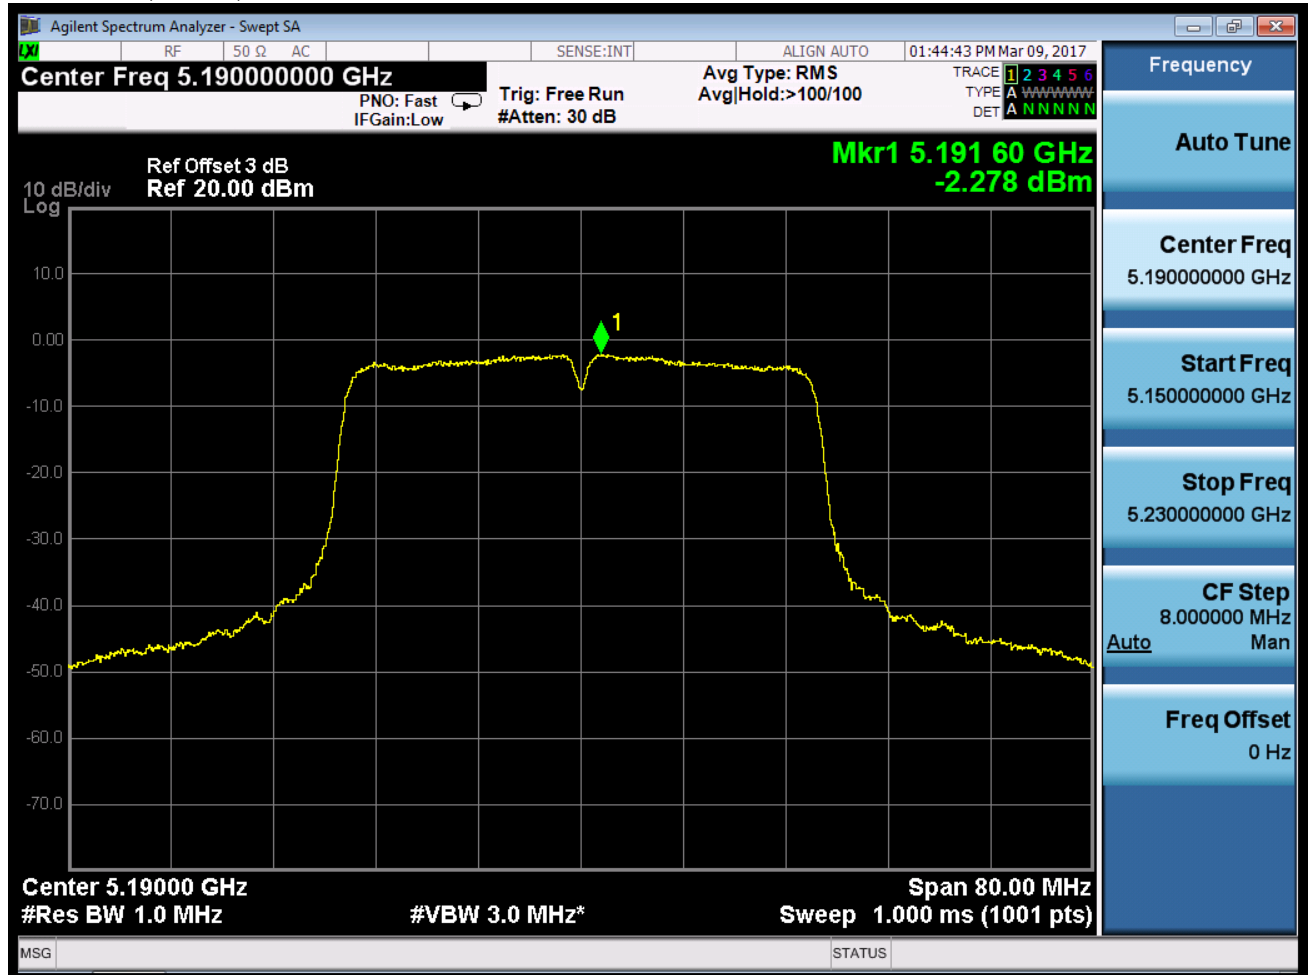 Agilent Spectrum Analyzer - Swept SA
LXI RF 50 Ω AC SENSE:INT ALIGN AUTO 01:44:43 PM Mar 09, 2017
Center Freq 5.190000000 GHz
PNO: Fast
IFGain:Low
Trig: Free Run
#Atten: 30 dB
Avg Type: RMS
Avg|Hold:>100/100
TRACE 1 2 3 4 5 6
TYPE A WWWWW
DET A N N N N N
Mkr1 5.191 60 GHz
-2.278 dBm
Ref Offset 3 dB
10 dB/div Ref 20.00 dBm
Log
1
10.0
0.00
-10.0
-20.0
-30.0
-40.0
-50.0
-60.0
-70.0
Center 5.19000 GHz Span 80.00 MHz
#Res BW 1.0 MHz #VBW 3.0 MHz* Sweep 1.000 ms (1001 pts)
MSG STATUS
Frequency
Auto Tune
Center Freq
5.190000000 GHz
Start Freq
5.150000000 GHz
Stop Freq
5.230000000 GHz
CF Step
8.000000 MHz
Auto Man
Freq Offset
0 Hz